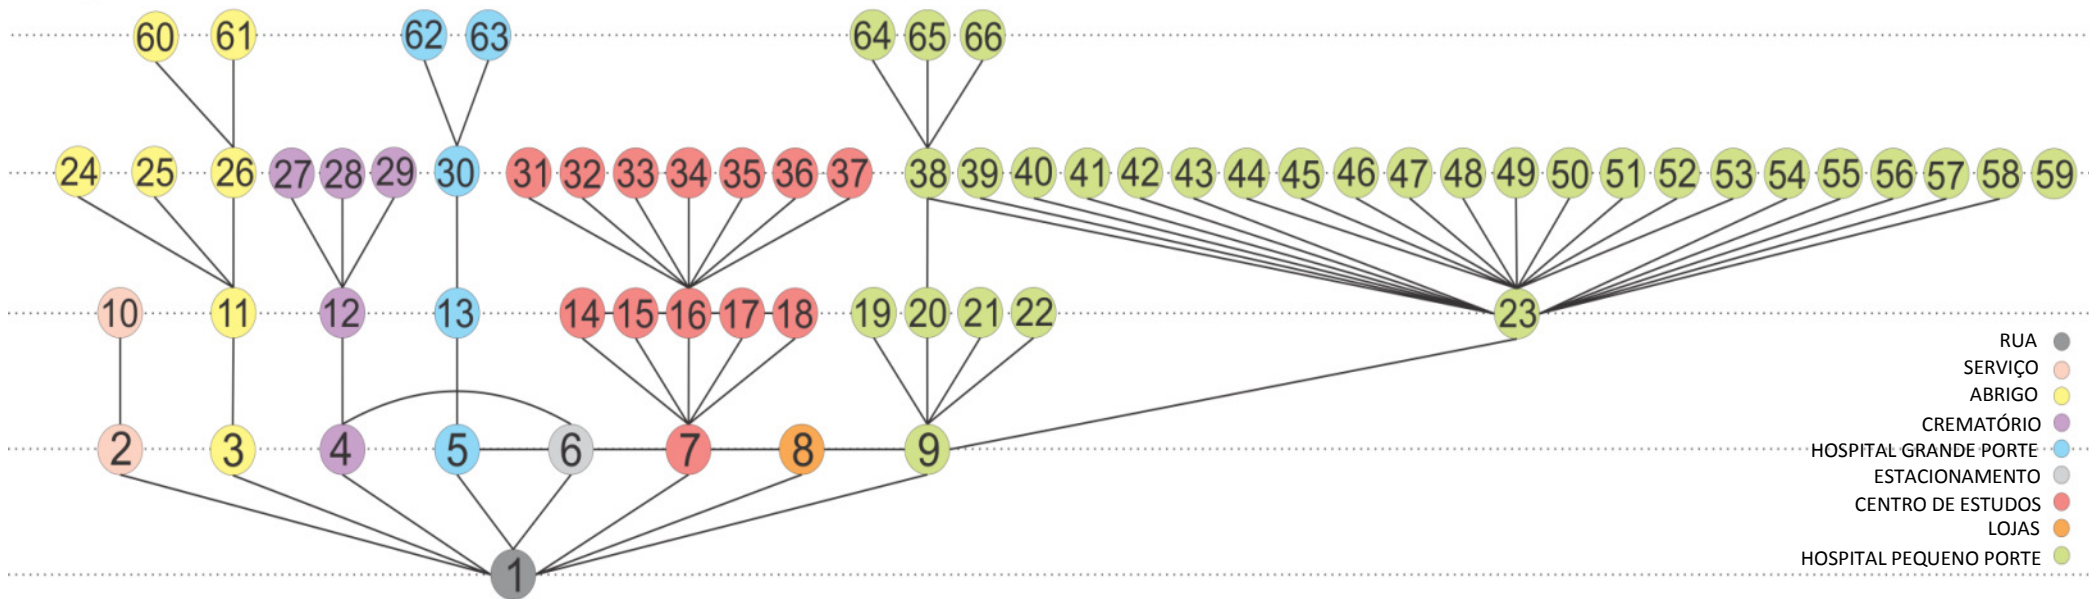 60 61 62 63 64 65 66
24 25 26 27 28 29 30 31 32 33 34 35 36 37 38 39 40 41 42 43 44 45 46 47 48 49 50 51 52 53 54 55 56 57 58 59
10 11 12 13 14 15 16 17 18 19 20 21 22 23
2 3 4 5 6 7 8 9
1
RUA
SERVIÇO
ABRIGO
CREMATÓRIO
HOSPITAL GRANDE PORTE
ESTACIONAMENTO
CENTRO DE ESTUDOS
LOJAS
HOSPITAL PEQUENO PORTE